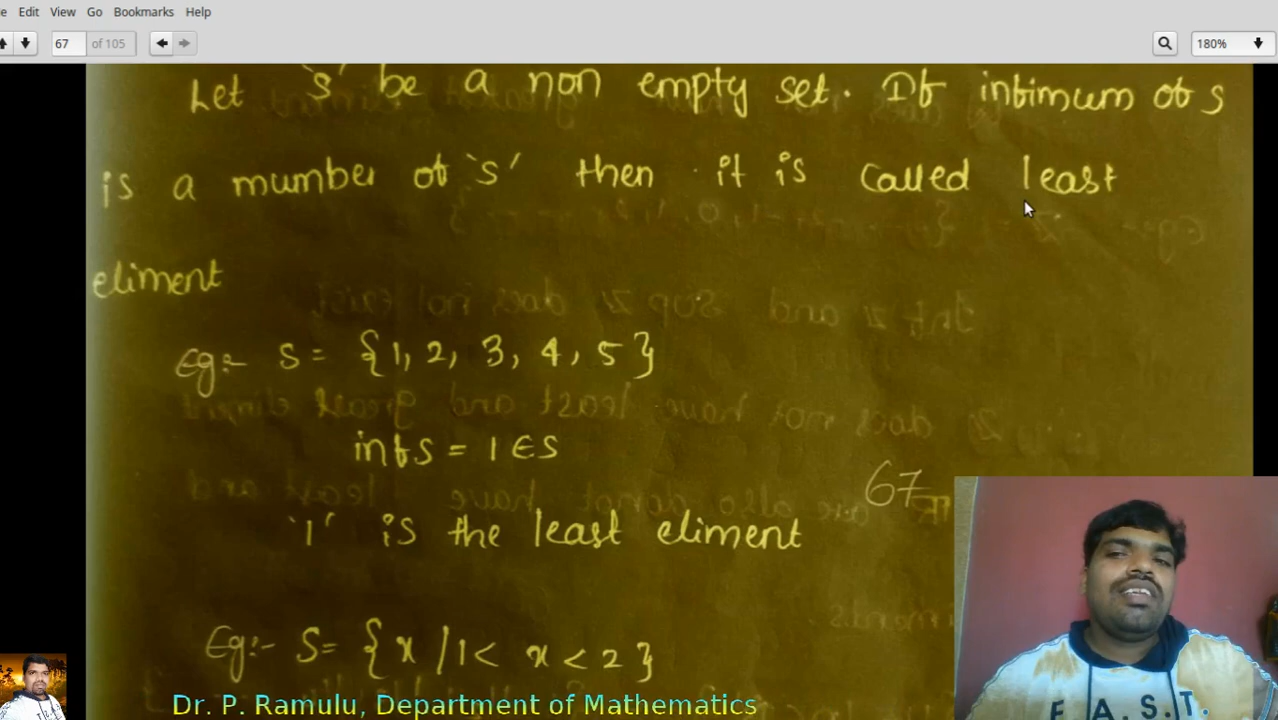 e Edit View Go Bookmarks Help
67 of 105 180%
Let `s' be a non empty set. If infimum of s
is a mumber of `s' then it is called least
eliment
Eg:- S = {1, 2, 3, 4, 5}
inf S = 1 ∈ S
`1' is the least eliment
67
Eg:- S = {x / 1 < x < 2}
F.A.S.T.
Dr. P. Ramulu, Department of Mathematics